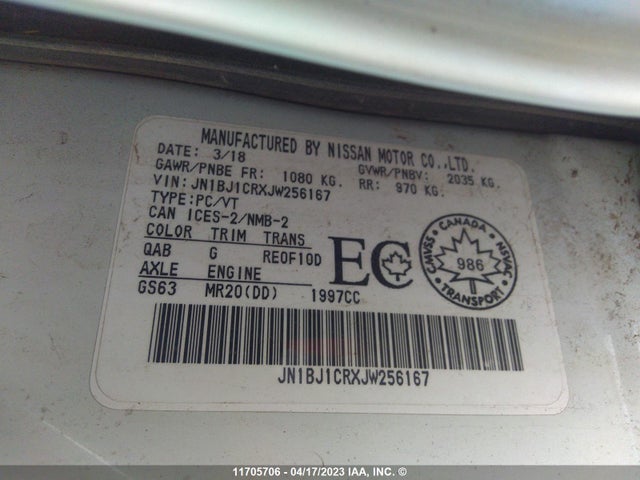 MANUFACTURED BY NISSAN MOTOR CO.,LTD.
DATE: 3/18 GVWR/PNBV: 2035 KG.
GAWR/PNBE FR: 1080 KG. RR: 970 KG.
VIN: JN1BJ1CRXJW256167
TYPE:PC/VT
CAN ICES-2/NMB-2
COLOR TRIM TRANS
QAB G RE0F10D
AXLE ENGINE
GS63 MR20(DD) 1997CC
EC
CANADA
CMVSS NSVAC
986
TRANSPORT
JN1BJ1CRXJW256167
11705706 - 04/17/2023 IAA, INC. ©